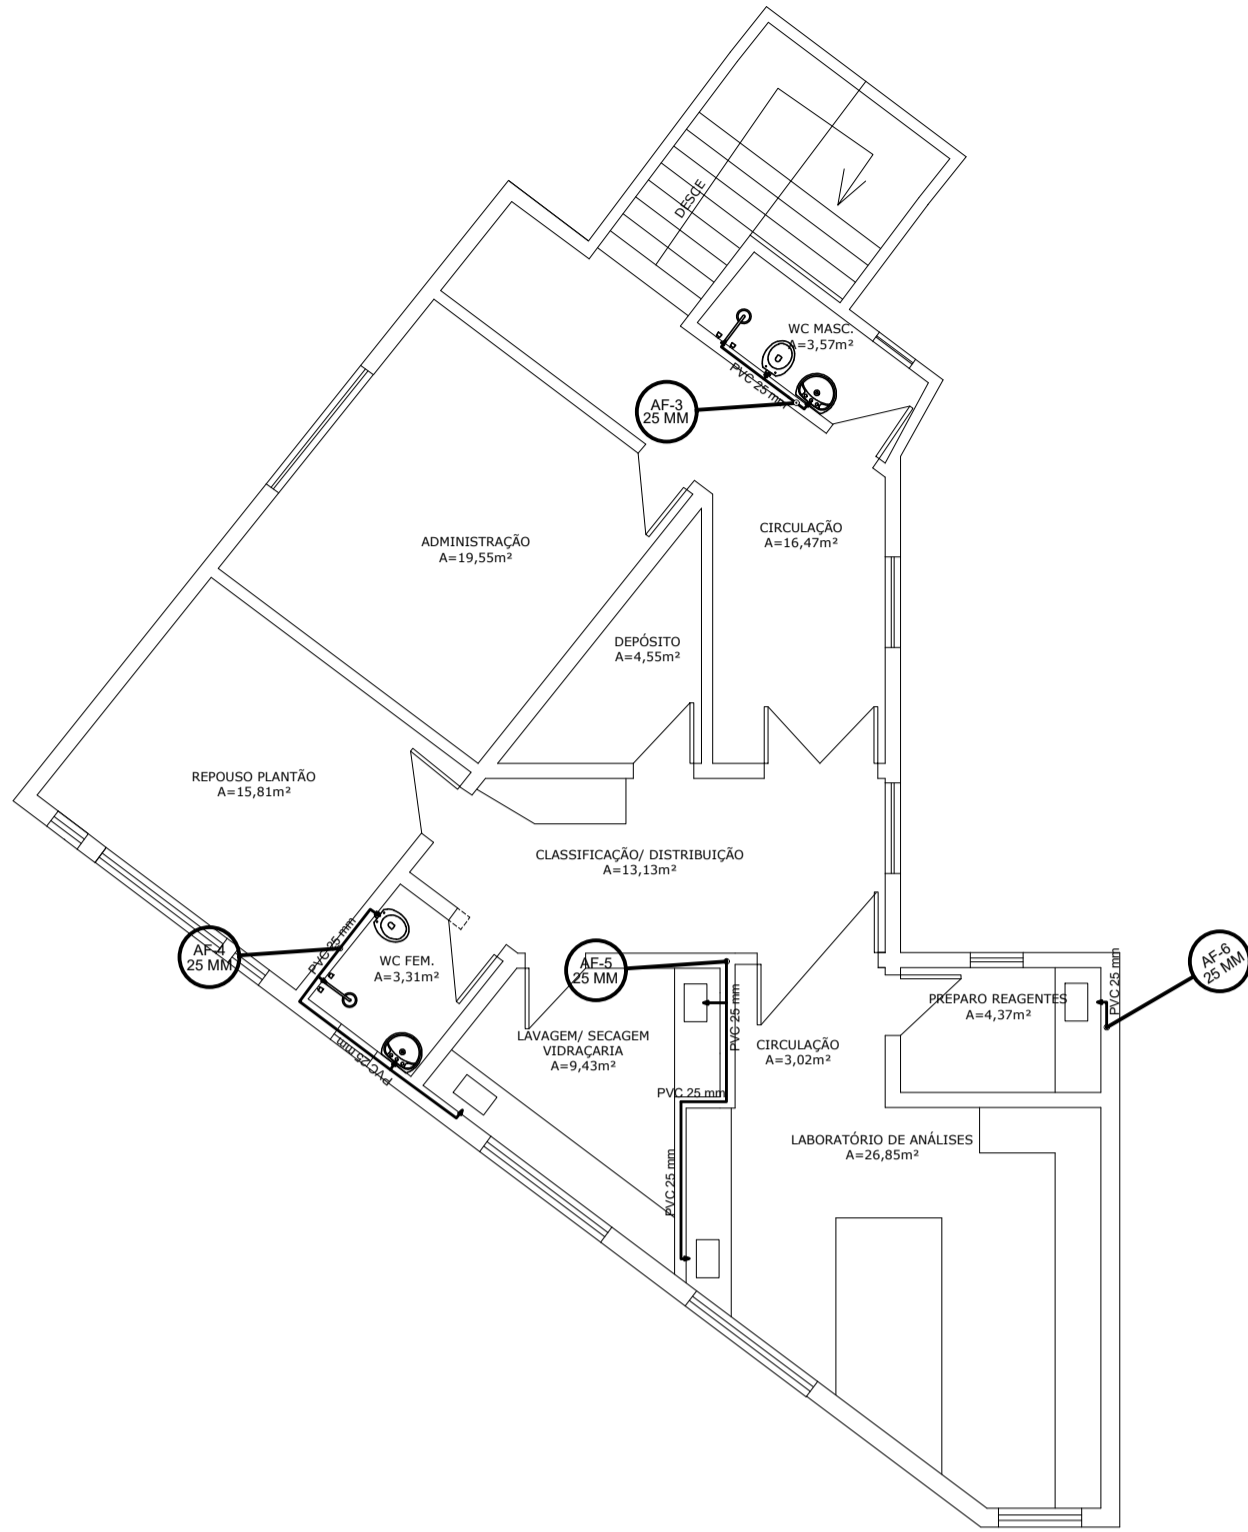 DESCE
WC MASC.
A=3,57m²
PVC 25 mm
AF-3
25 MM
CIRCULAÇÃO
A=16,47m²
ADMINISTRAÇÃO
A=19,55m²
DEPÓSITO
A=4,55m²
REPOUSO PLANTÃO
A=15,81m²
CLASSIFICAÇÃO/ DISTRIBUIÇÃO
A=13,13m²
PVC 25 mm
AF-4
25 MM
WC FEM.
A=3,31m²
AF-5
25 MM
AF-6
25 MM
PVC 25 mm
PREPARO REAGENTES
A=4,37m²
PVC 25 mm
LAVAGEM/ SECAGEM
VIDRAÇARIA
A=9,43m²
CIRCULAÇÃO
A=3,02m²
PVC 25 mm
PVC 25 mm
LABORATÓRIO DE ANÁLISES
A=26,85m²
PVC 25 mm